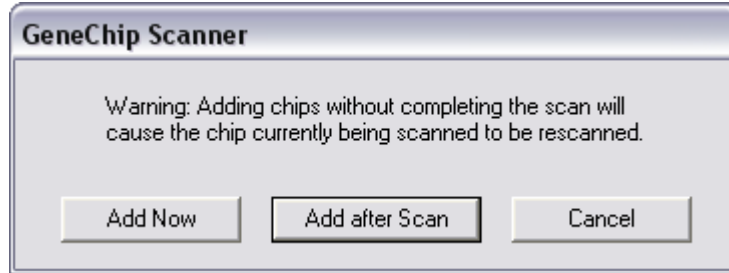 GeneChip Scanner
Warning: Adding chips without completing the scan will
cause the chip currently being scanned to be rescanned.
Add Now
Add after Scan
Cancel